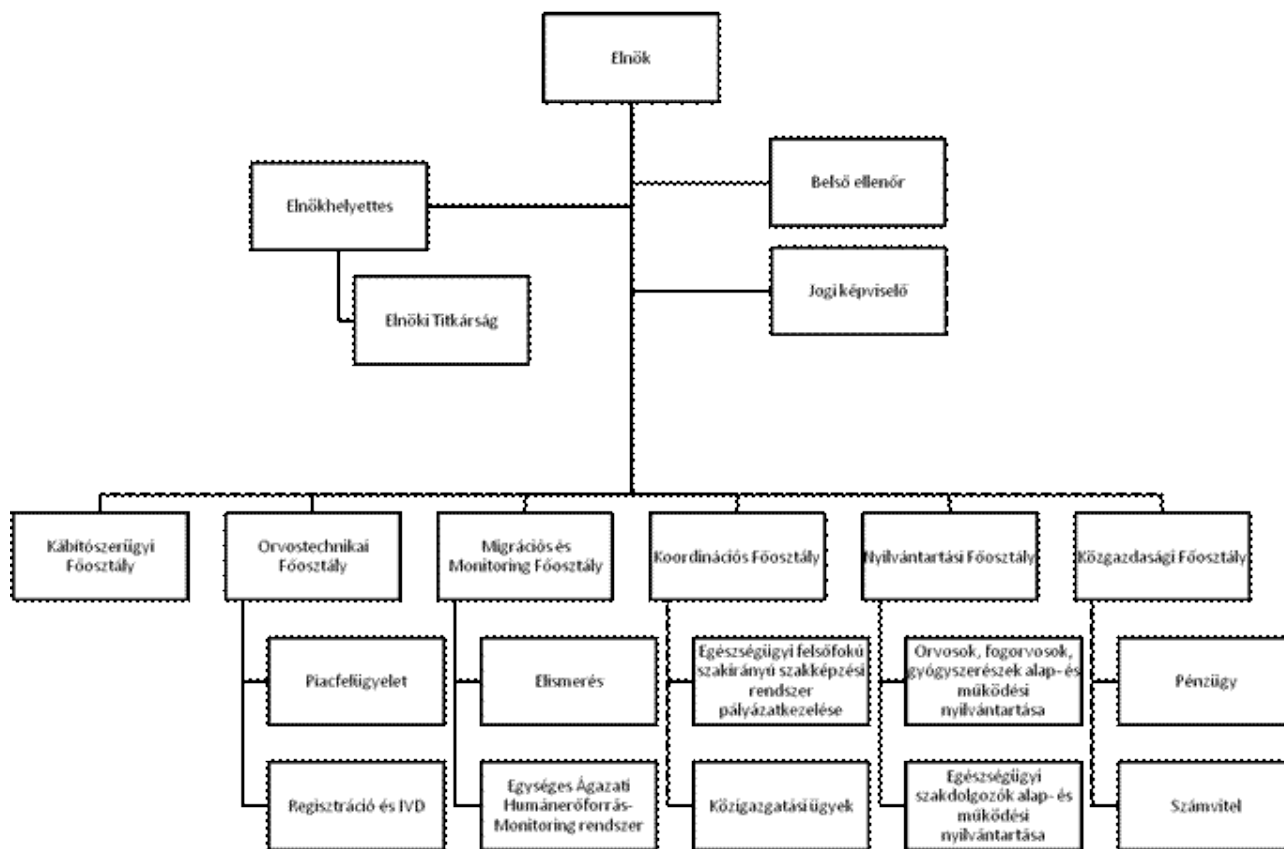 Elnök
Elnökhelyettes
Belső ellenőr
Elnöki Titkárság
Jogi képviselő
Kábítószerügyi
Főosztály
Orvostechnikai
Főosztály
Migrációs és
Monitoring Főosztály
Koordinációs Főosztály
Nyilvántartási Főosztály
Közgazdasági Főosztály
Piacfelügyelet
Elismerés
Egészségügyi felsőfokú
szakirányú szakképzési
rendszer
pályázatkezelése
Orvosok, fogorvosok,
gyógyszerészek alap- és
működési
nyilvántartása
Pénzügy
Regisztráció és IVD
Egységes Ágazati
Humánerőforrás-
Monitoring rendszer
Közigazgatási ügyek
Egészségügyi
szakdolgozók alap- és
működési
nyilvántartása
Számvitel